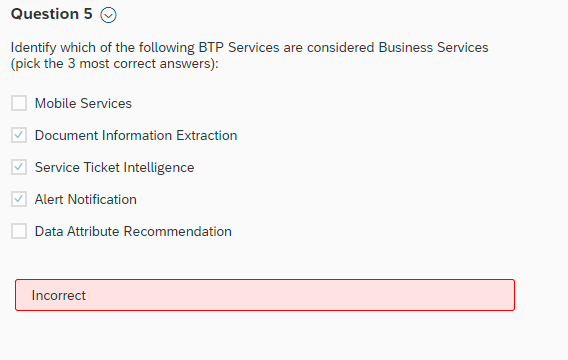 Question 5
Identify which of the following BTP Services are considered Business Services
(pick the 3 most correct answers):
Mobile Services
Document Information Extraction
Service Ticket Intelligence
Alert Notification
Data Attribute Recommendation
Incorrect